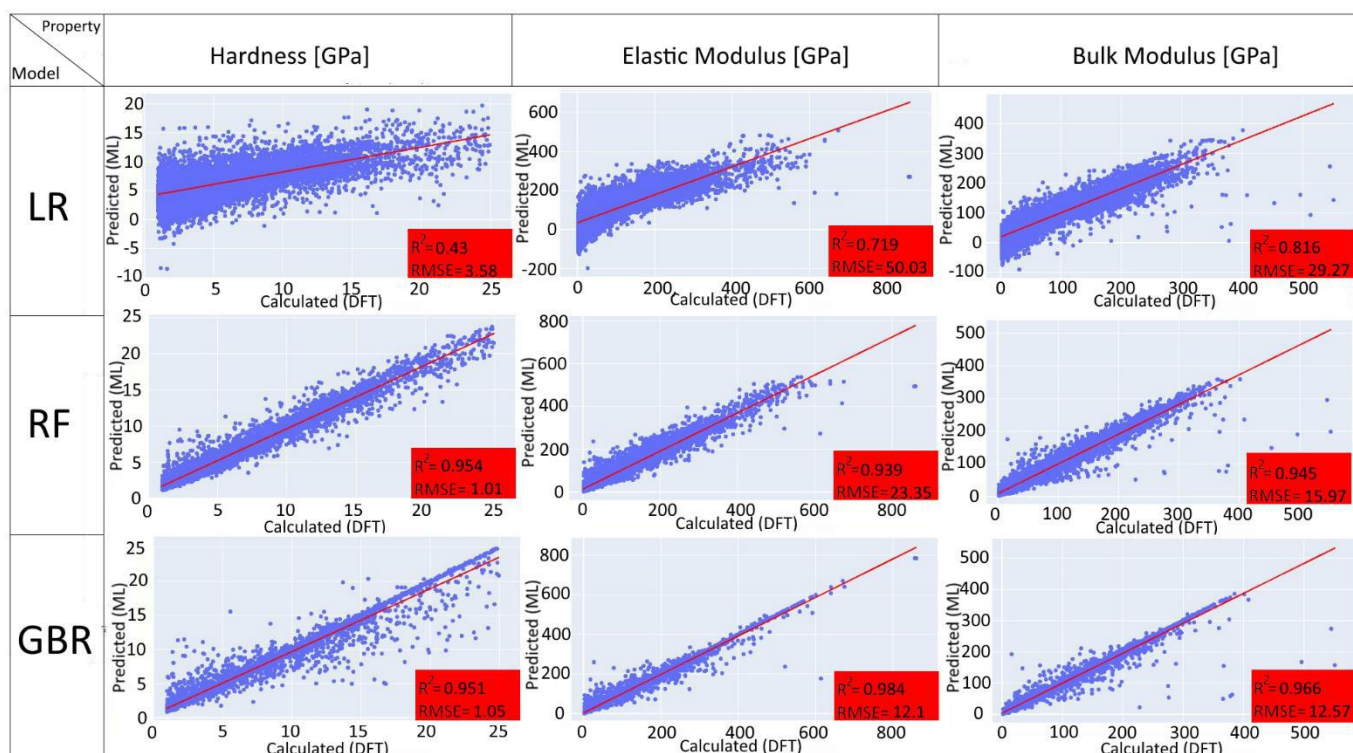 Property
Model
Hardness [GPa]
Elastic Modulus [GPa]
Bulk Modulus [GPa]
LR
Predicted (ML)
20
15
10
5
0
-5
-10
0
5
10
15
20
25
Calculated (DFT)
R²=0.43
RMSE=3.58
Predicted (ML)
600
400
200
0
-200
0
200
400
600
800
Calculated (DFT)
R²=0.719
RMSE=50.03
Predicted (ML)
400
300
200
100
0
-100
0
100
200
300
400
500
Calculated (DFT)
R²=0.816
RMSE=29.27
RF
Predicted (ML)
25
20
15
10
5
0
0
5
10
15
20
25
Calculated (DFT)
R²=0.954
RMSE= 1.01
Predicted (ML)
800
600
400
200
0
0
200
400
600
800
Calculated (DFT)
R²=0.939
RMSE=23.35
Predicted (ML)
500
400
300
200
100
0
0
100
200
300
400
500
Calculated (DFT)
R²=0.945
RMSE=15.97
GBR
Predicted (ML)
25
20
15
10
5
0
0
5
10
15
20
25
Calculated (DFT)
R²=0.951
RMSE=1.05
Predicted (ML)
800
600
400
200
0
0
200
400
600
800
Calculated (DFT)
R²=0.984
RMSE= 12.1
Predicted (ML)
500
400
300
200
100
0
0
100
200
300
400
500
Calculated (DFT)
R²=0.966
RMSE=12.57